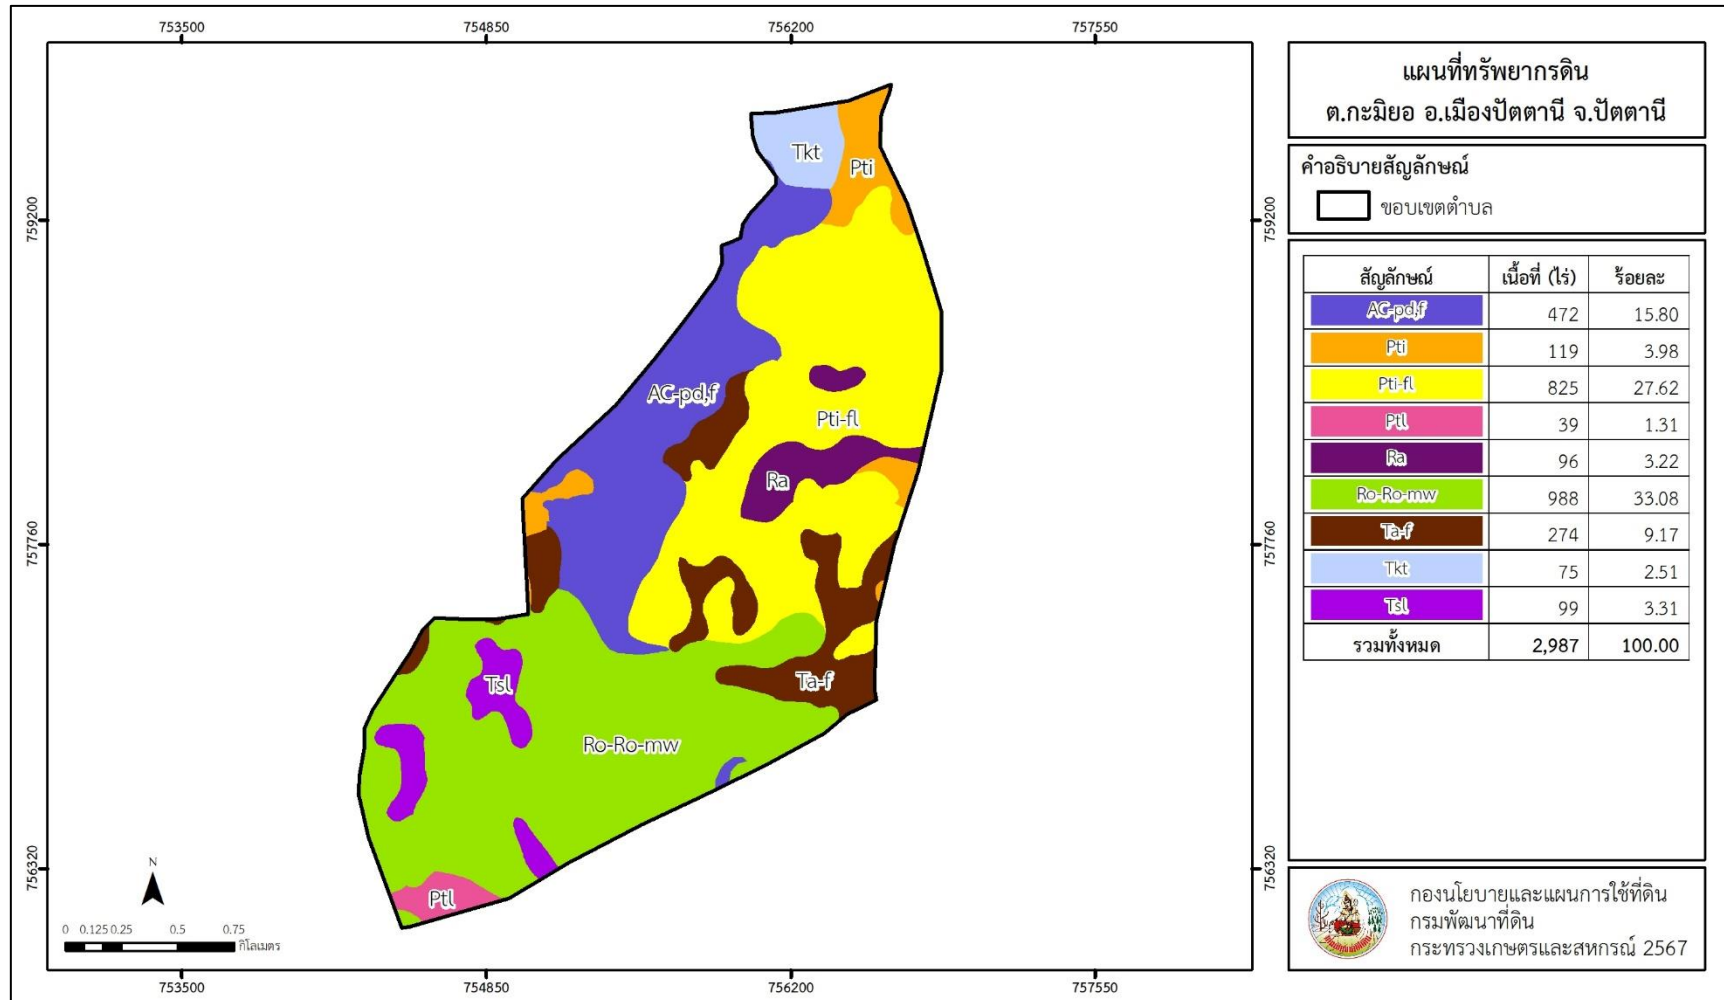 753500 754850 756200 757550
แผนที่ทรัพยากรดิน
ต.กะมิยอ อ.เมืองปัตตานี จ.ปัตตานี
คำอธิบายสัญลักษณ์
ขอบเขตตำบล
สัญลักษณ์ เนื้อที่ (ไร่) ร้อยละ
AC-pd,f 472 15.80
Pti 119 3.98
Pti-fl 825 27.62
Ptl 39 1.31
Ra 96 3.22
Ro-Ro-mw 988 33.08
Ta-f 274 9.17
Tkt 75 2.51
Tsl 99 3.31
รวมทั้งหมด 2,987 100.00
กองนโยบายและแผนการใช้ที่ดิน
กรมพัฒนาที่ดิน
กระทรวงเกษตรและสหกรณ์ 2567
759200 759200
757760 757760
756320 756320
Tkt
Pti
AC-pd,f
Pti-fl
Ra
Tsl
Ta-f
Ro-Ro-mw
Ptl
N
0 0.125 0.25 0.5 0.75
กิโลเมตร
753500 754850 756200 757550